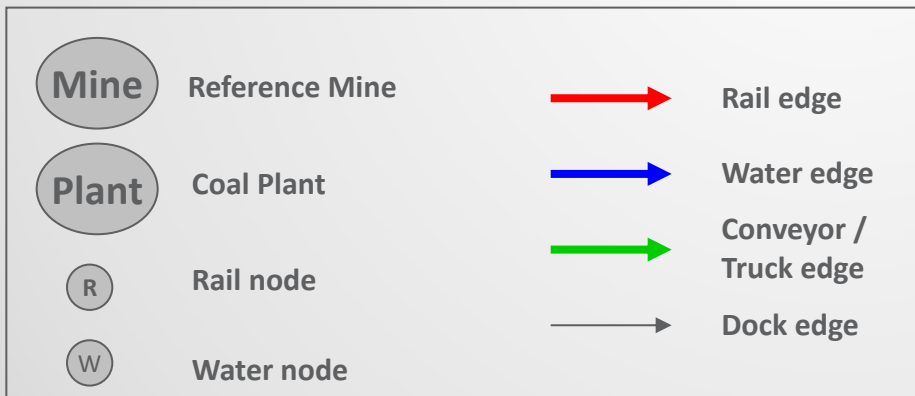 Mine
Reference Mine
Plant
Coal Plant
R
Rail node
W
Water node
Rail edge
Water edge
Conveyor /
Truck edge
Dock edge